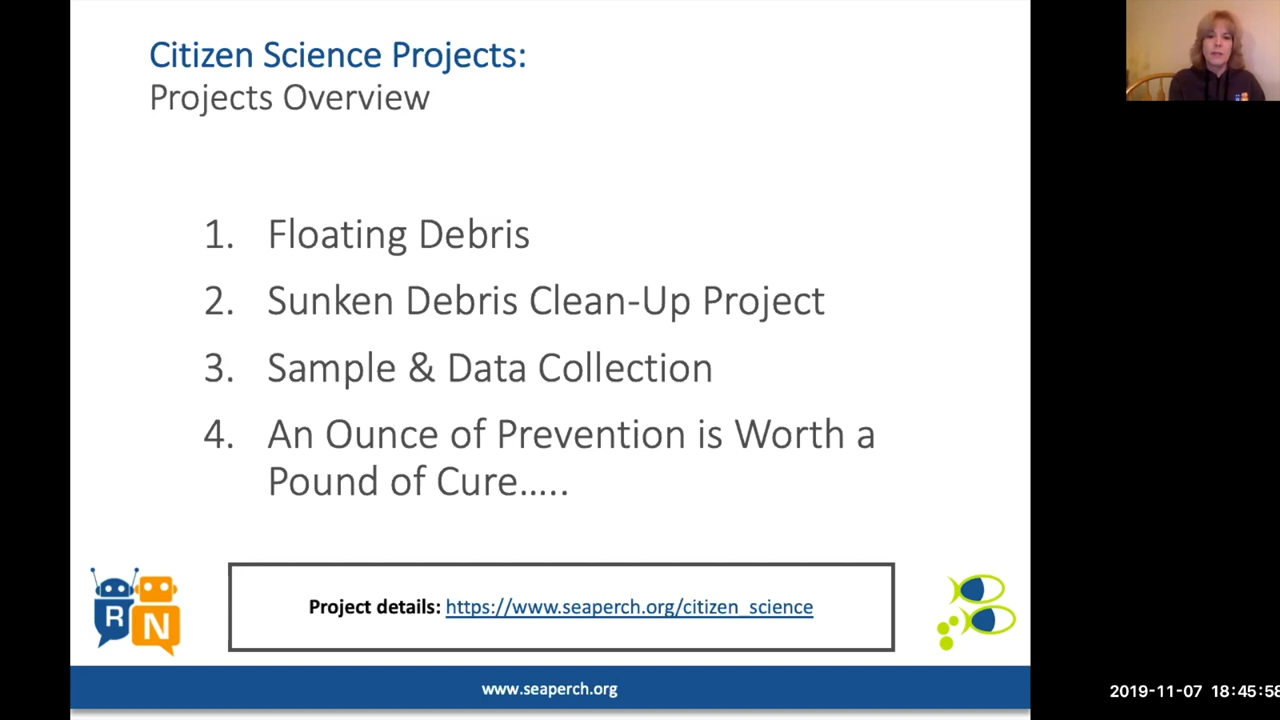 Citizen Science Projects:
Projects Overview
1. Floating Debris
2. Sunken Debris Clean-Up Project
3. Sample & Data Collection
4. An Ounce of Prevention is Worth a
Pound of Cure.....
R N
Project details: https://www.seaperch.org/citizen_science
www.seaperch.org
2019-11-07 18:45:58